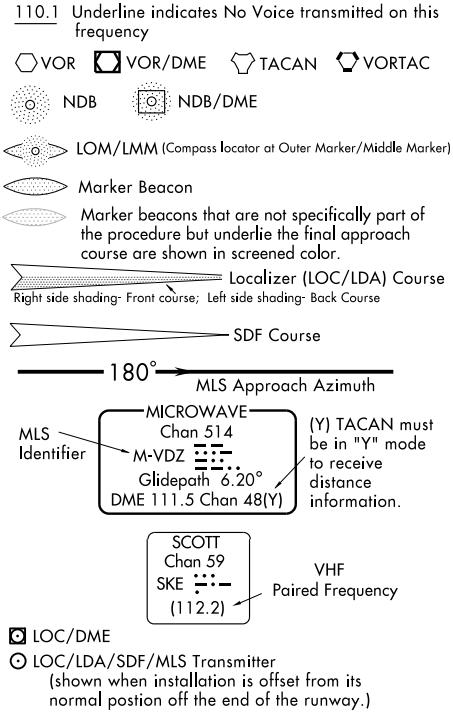 110.1 Underline indicates No Voice transmitted on this
frequency
VOR VOR/DME TACAN VORTAC
NDB NDB/DME
LOM/LMM (Compass locator at Outer Marker/Middle Marker)
Marker Beacon
Marker beacons that are not specifically part of
the procedure but underlie the final approach
course are shown in screened color.
Localizer (LOC/LDA) Course
Right side shading- Front course; Left side shading- Back Course
SDF Course
180°
MLS Approach Azimuth
MICROWAVE
Chan 514
MLS
Identifier
M-VDZ
Glidepath 6.20°
DME 111.5 Chan 48(Y)
(Y) TACAN must
be in "Y" mode
to receive
distance
information.
SCOTT
Chan 59
SKE
(112.2)
VHF
Paired Frequency
LOC/DME
LOC/LDA/SDF/MLS Transmitter
(shown when installation is offset from its
normal postion off the end of the runway.)